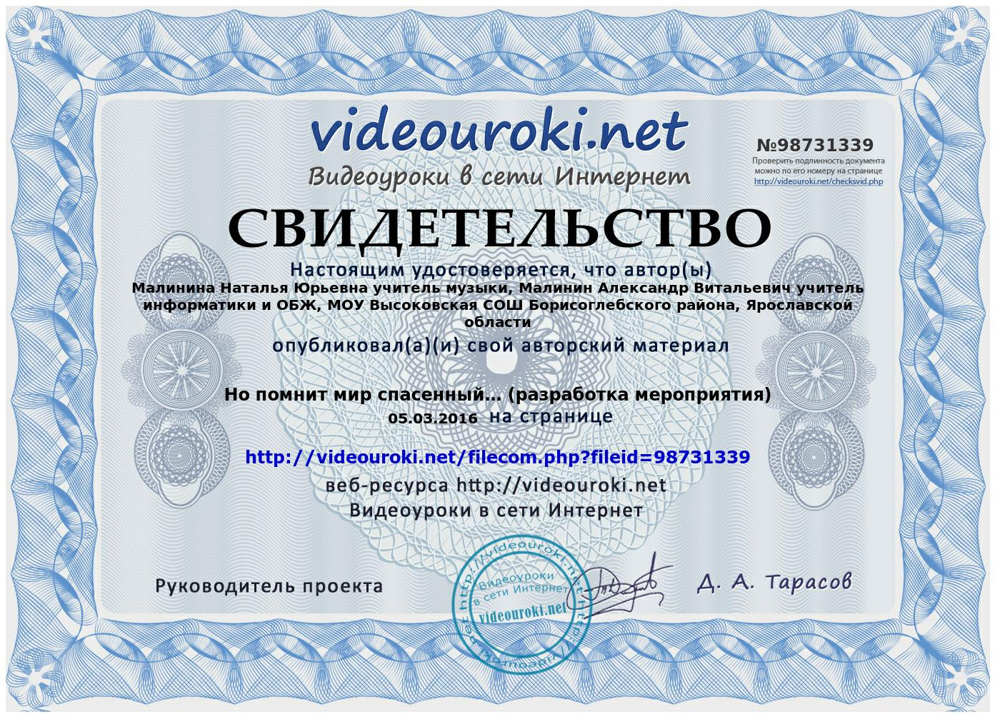 videouroki.net
Видеоуроки в сети Интернет
№98731339
Проверить подлинность документа
можно по его номеру на странице
http://videouroki.net/checksvid.php
СВИДЕТЕЛЬСТВО
Настоящим удостоверяется, что автор(ы)
Малинина Наталья Юрьевна учитель музыки, Малинин Александр Витальевич учитель
информатики и ОБЖ, МОУ Высоковская СОШ Борисоглебского района, Ярославской
области
опубликовал(а)(и) свой авторский материал
Но помнит мир спасенный... (разработка мероприятия)
05.03.2016 на странице
http://videouroki.net/filecom.php?fileid=98731339
веб-ресурса http://videouroki.net
Видеоуроки в сети Интернет
Руководитель проекта
http://videouroki.net http://videouroki.net
Видеоуроки
в сети Интернет
videouroki.net
Д. А. Тарасов